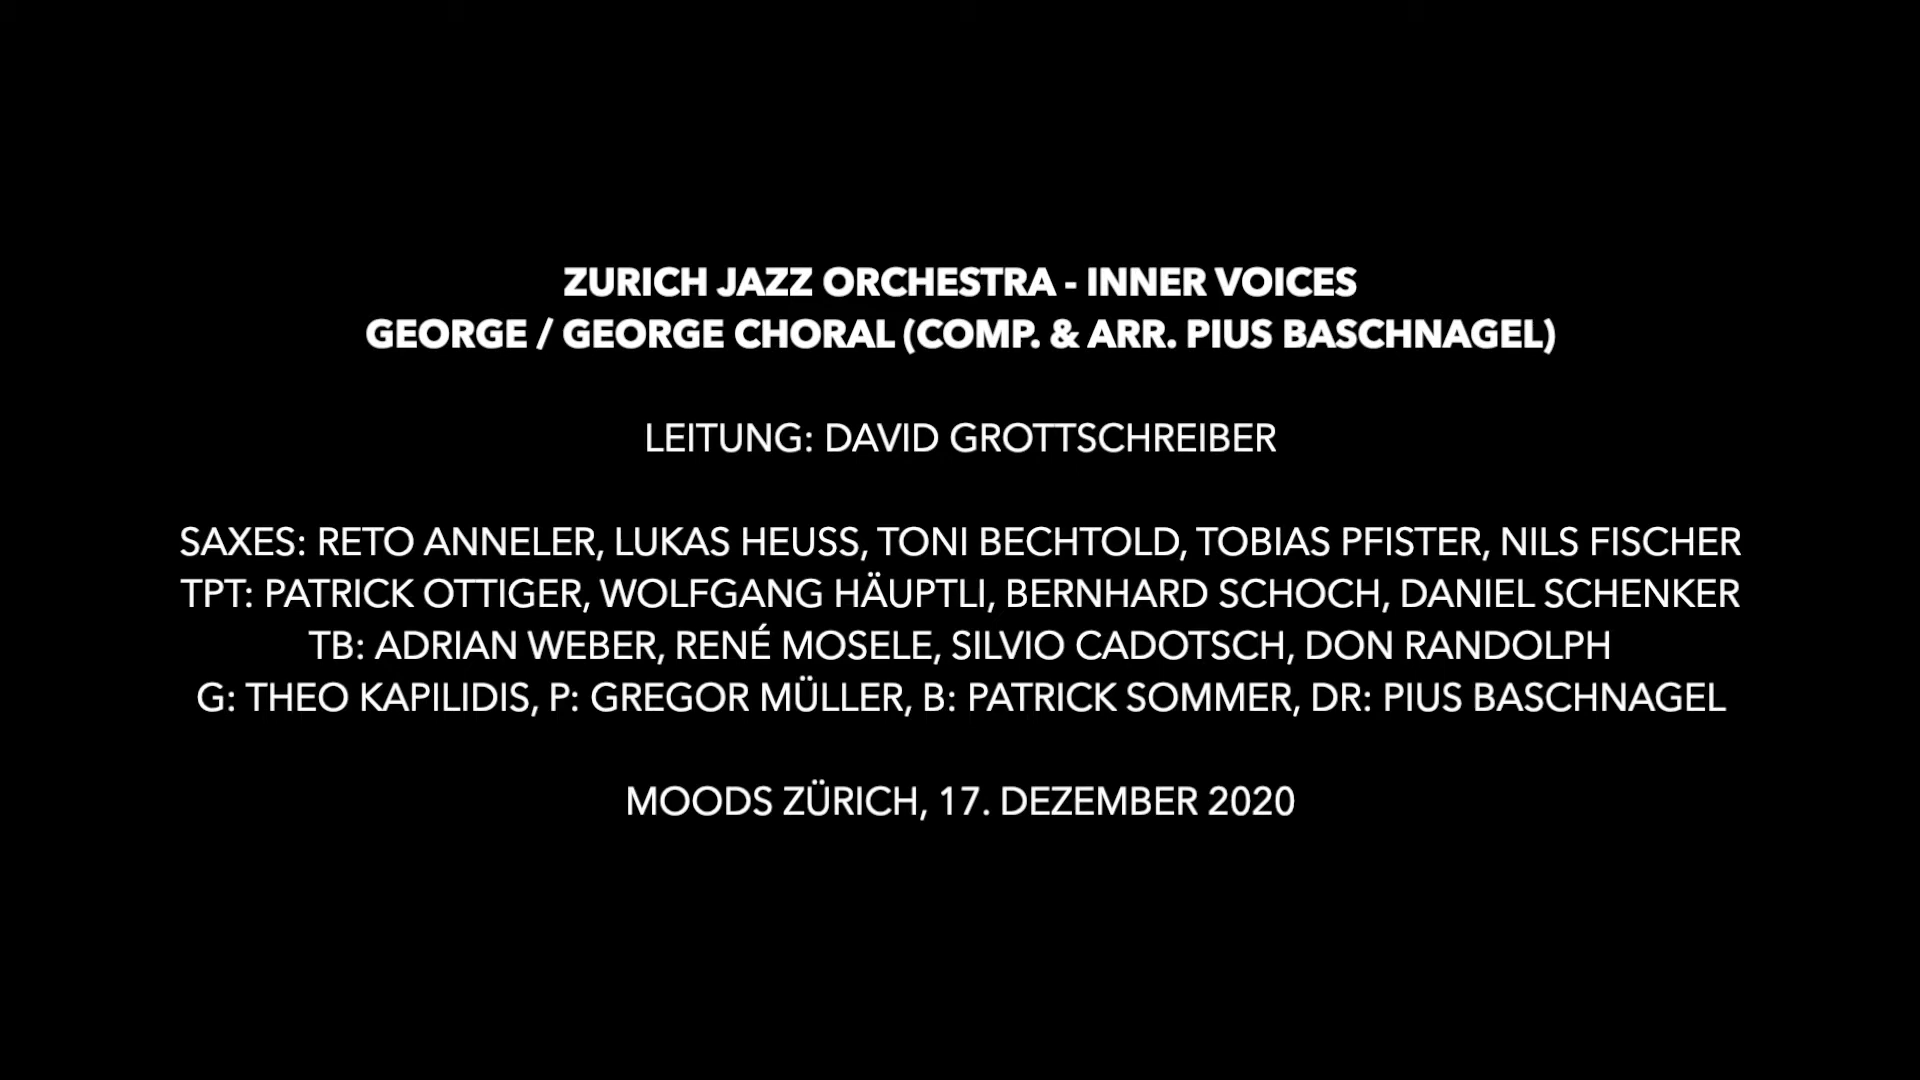 ZURICH JAZZ ORCHESTRA - INNER VOICES
GEORGE / GEORGE CHORAL (COMP. & ARR. PIUS BASCHNAGEL)
LEITUNG: DAVID GROTTSCHREIBER
SAXES: RETO ANNELER, LUKAS HEUSS, TONI BECHTOLD, TOBIAS PFISTER, NILS FISCHER
TPT: PATRICK OTTIGER, WOLFGANG HÄUPTLI, BERNHARD SCHOCH, DANIEL SCHENKER
TB: ADRIAN WEBER, RENÉ MOSELE, SILVIO CADOTSCH, DON RANDOLPH
G: THEO KAPILIDIS, P: GREGOR MÜLLER, B: PATRICK SOMMER, DR: PIUS BASCHNAGEL
MOODS ZÜRICH, 17. DEZEMBER 2020